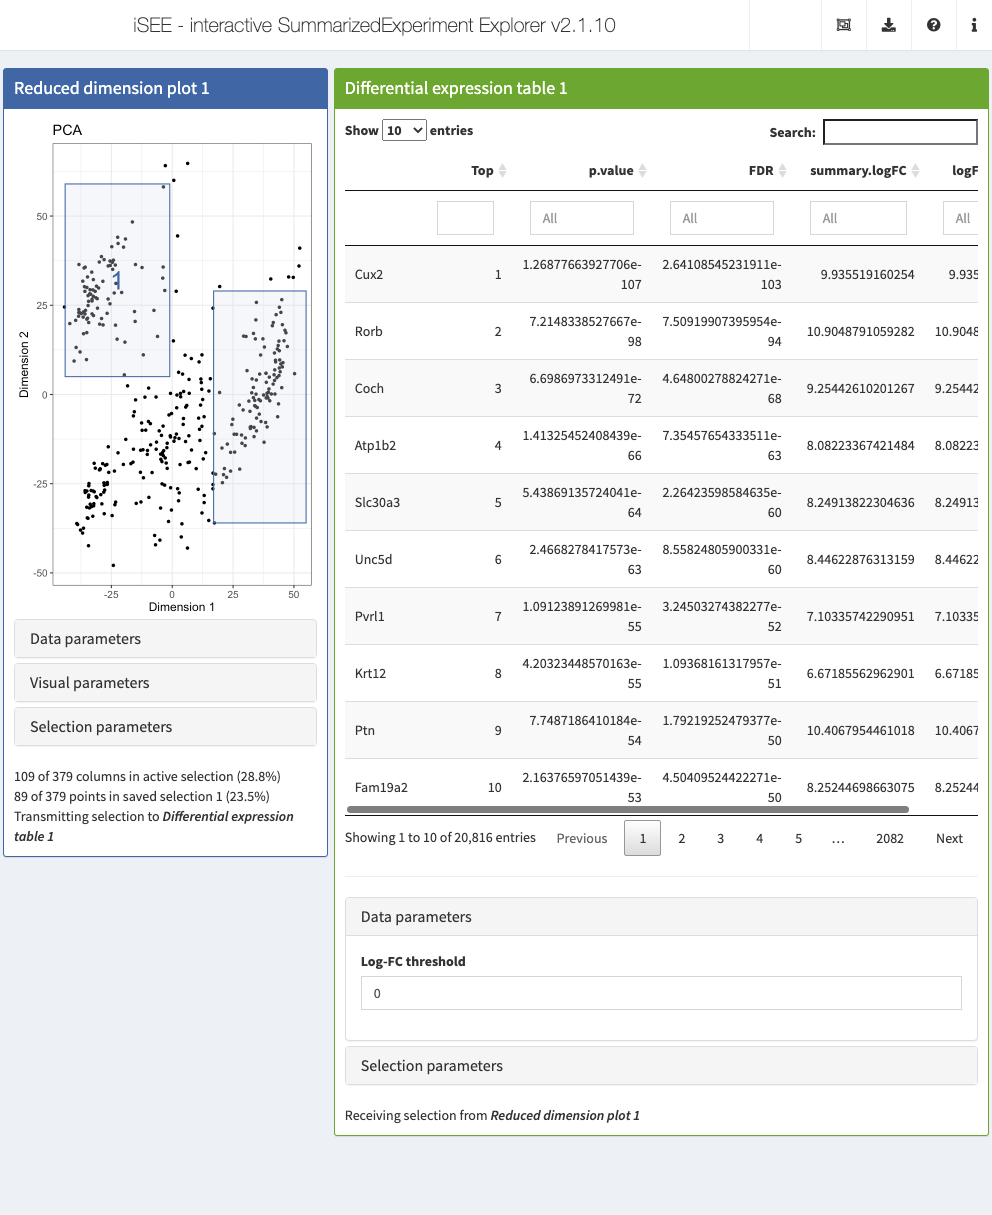 iSEE - interactive SummarizedExperiment Explorer v2.1.10
Reduced dimension plot 1
PCA
50
25
0
-25
-50
Dimension 2
1
-25 0 25 50
Dimension 1
Data parameters
Visual parameters
Selection parameters
109 of 379 columns in active selection (28.8%)
89 of 379 points in saved selection 1 (23.5%)
Transmitting selection to Differential expression
table 1
Differential expression table 1
Show 10 entries
Search:
Top p.value FDR summary.logFC logF
All All All All
Cux2 1 1.26877663927706e-107 2.64108545231911e-103 9.935519160254 9.935
Rorb 2 7.2148338527667e-98 7.50919907395954e-94 10.9048791059282 10.9048
Coch 3 6.6986973312491e-72 4.64800278824271e-68 9.25442610201267 9.25442
Atp1b2 4 1.41325452408439e-66 7.35457654333511e-63 8.08223367421484 8.08223
Slc30a3 5 5.43869135724041e-64 2.26423598584635e-60 8.24913822304636 8.24913
Unc5d 6 2.4668278417573e-63 8.55824805900331e-60 8.44622876313159 8.44622
Pvrl1 7 1.09123891269981e-55 3.24503274382277e-52 7.10335742290951 7.10335
Krt12 8 4.20323448570163e-55 1.09368161317957e-51 6.67185562962901 6.67185
Ptn 9 7.7487186410184e-54 1.79219252479377e-50 10.4067954461018 10.4067
Fam19a2 10 2.16376597051439e-53 4.50409524422271e-50 8.25244698663075 8.25244
Showing 1 to 10 of 20,816 entries Previous 1 2 3 4 5 … 2082 Next
Data parameters
Log-FC threshold
0
Selection parameters
Receiving selection from Reduced dimension plot 1